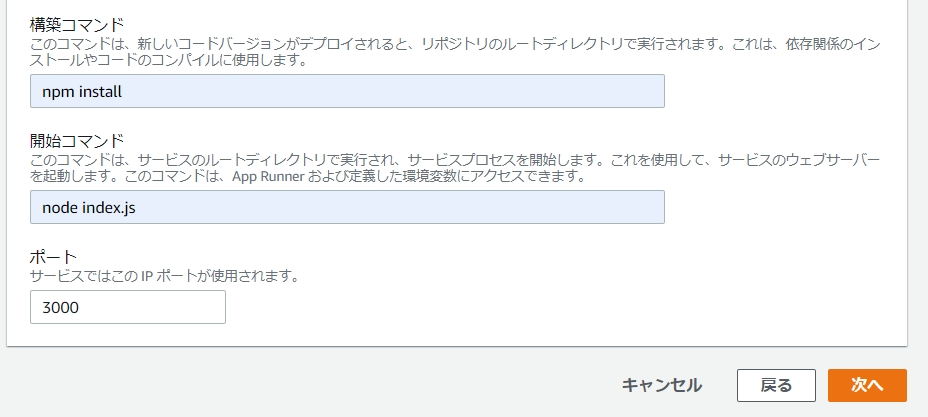 構築コマンド
このコマンドは、新しいコードバージョンがデプロイされると、リポジトリのルートディレクトリで実行されます。これは、依存関係のイン
ストールやコードのコンパイルに使用します。
npm install
開始コマンド
このコマンドは、サービスのルートディレクトリで実行され、サービスプロセスを開始します。これを使用して、サービスのウェブサーバー
を起動します。このコマンドは、App Runner および定義した環境変数にアクセスできます。
node index.js
ポート
サービスではこの IP ポートが使用されます。
3000
キャンセル 戻る 次へ